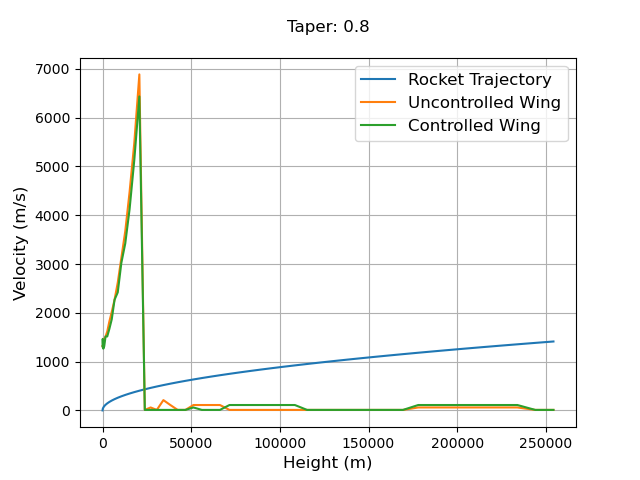 Taper: 0.8
Rocket Trajectory
Uncontrolled Wing
Controlled Wing
7000
6000
5000
4000
3000
2000
1000
0
Velocity (m/s)
0 50000 100000 150000 200000 250000
Height (m)